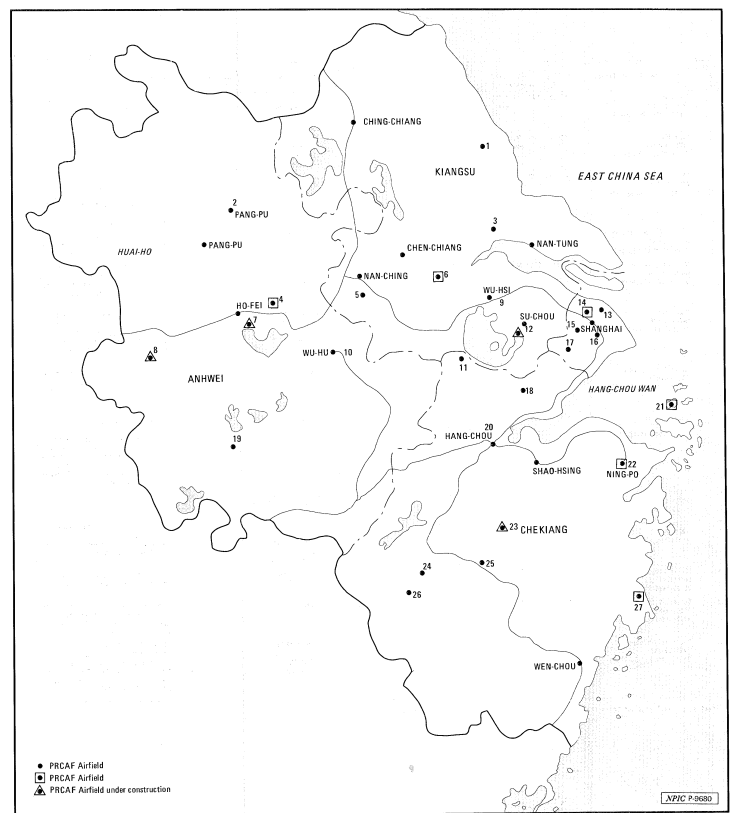 CHING-CHIANG
1
KIANGSU
EAST CHINA SEA
2
PANG-PU
3
HUAI-HO
PANG-PU
NAN-TUNG
CHEN-CHIANG
NAN-CHING
6
5
4
HO-FEI
WU-HSI
9
14
13
7
SU-CHOU
12
15
SHANGHAI
16
8
WU-HU
10
11
17
ANHWEI
18
HANG-CHOU WAN
21
20
HANG-CHOU
19
SHAO-HSING
22
NING-PO
23
CHEKIANG
24
25
26
27
WEN-CHOU
PRCAF Airfield
PRCAF Airfield
PRCAF Airfield under construction
NPIC P-9680